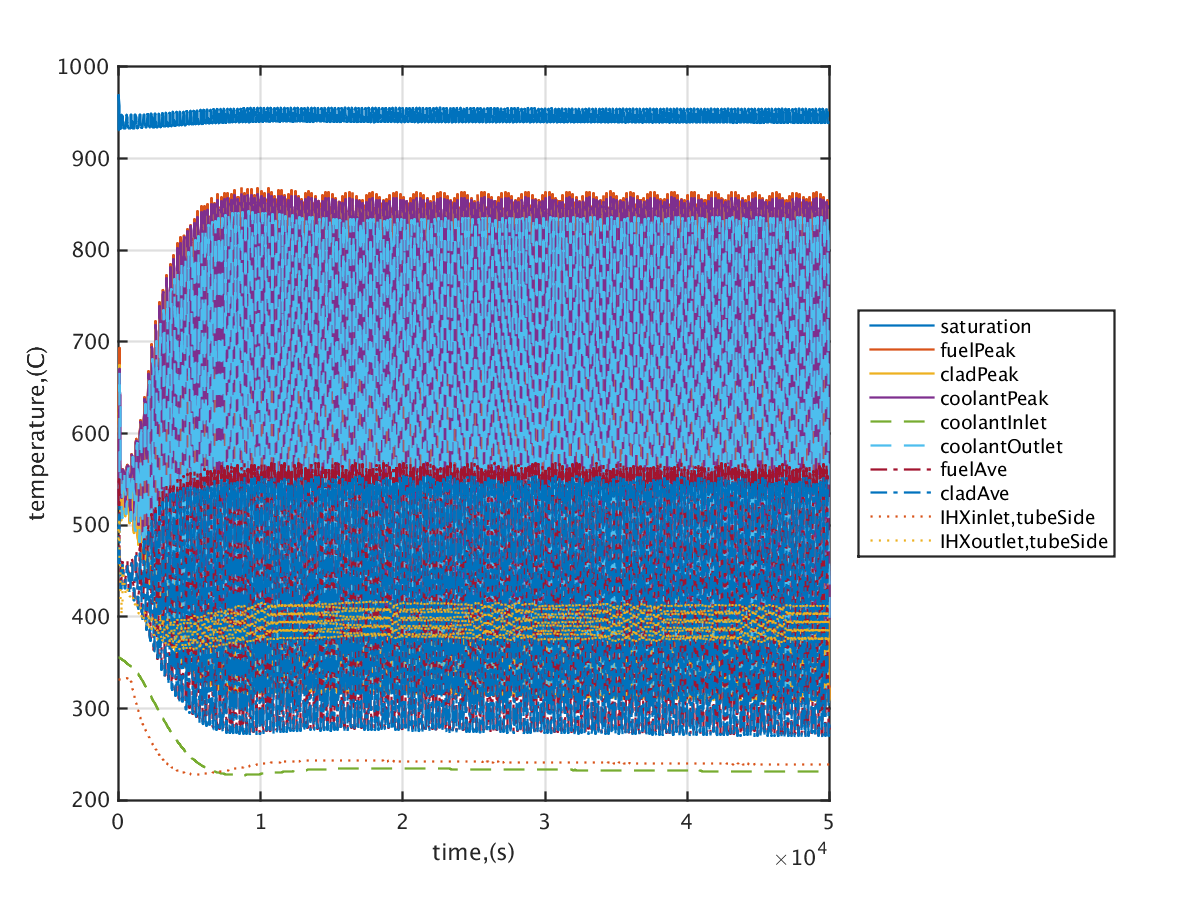 1000
900
800
700
600
500
400
300
200
temperature,(C)
0 1 2 3 4 5
time,(s)
×10^4
saturation
fuelPeak
cladPeak
coolantPeak
coolantInlet
coolantOutlet
fuelAve
cladAve
IHXinlet,tubeSide
IHXoutlet,tubeSide